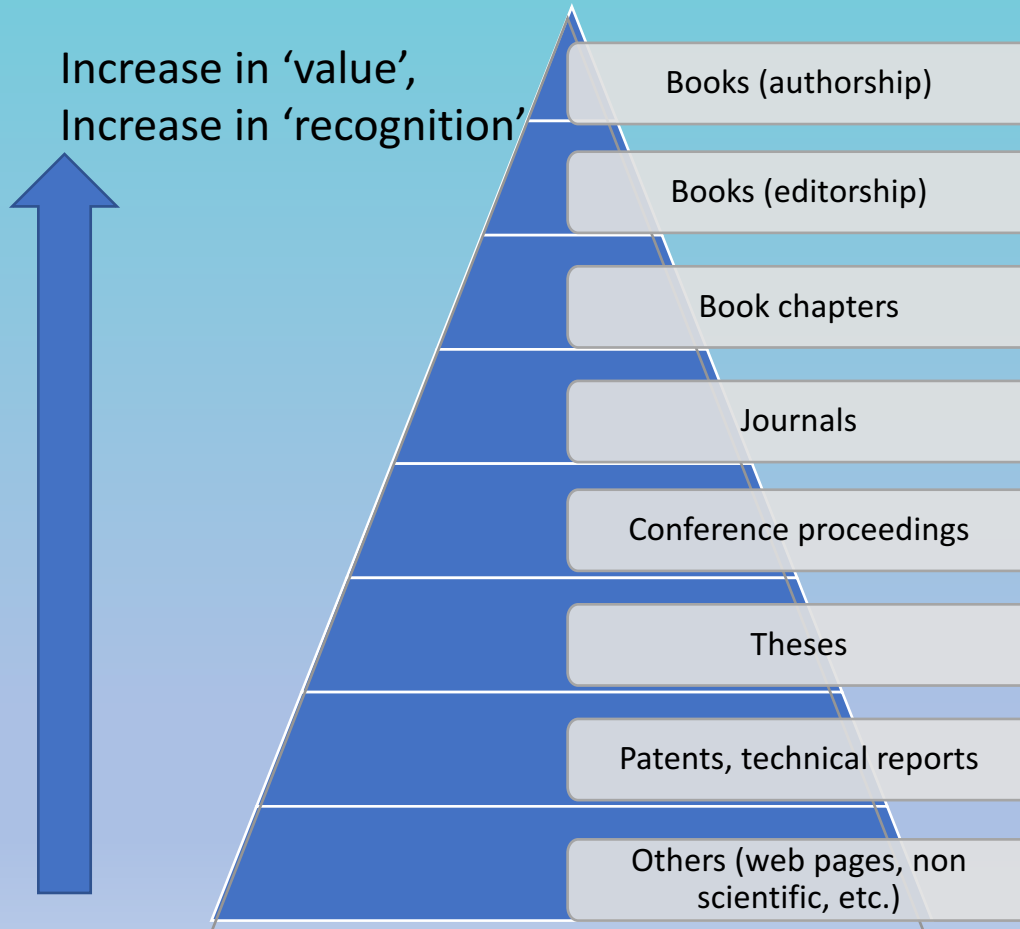 Increase in ‘value’,
Increase in ‘recognition’
Books (authorship)
Books (editorship)
Book chapters
Journals
Conference proceedings
Theses
Patents, technical reports
Others (web pages, non
scientific, etc.)